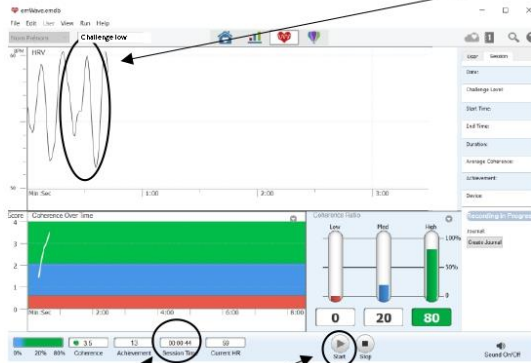 emWave.emdb
File Edit User View Run Help
Challenge low
HRV
Min:Sec 1:00 2:00 3:00
User Session
Date:
Challenge Level:
Start Time:
End Time:
Duration:
Average Coherence:
Achievement:
Device:
Recording in Progress
Journal:
Create Journal
Score Coherence Over Time
4
3
2
1
0
Min:Sec 2:00 4:00 6:00 8:00
Coherence Ratio
Low Med High
100%
50%
0
0 20 80
0% 20% 80%
3.5
Coherence
Achievement
00:00:44
Session Time
Current HR
Start Stop
Sound On/Off